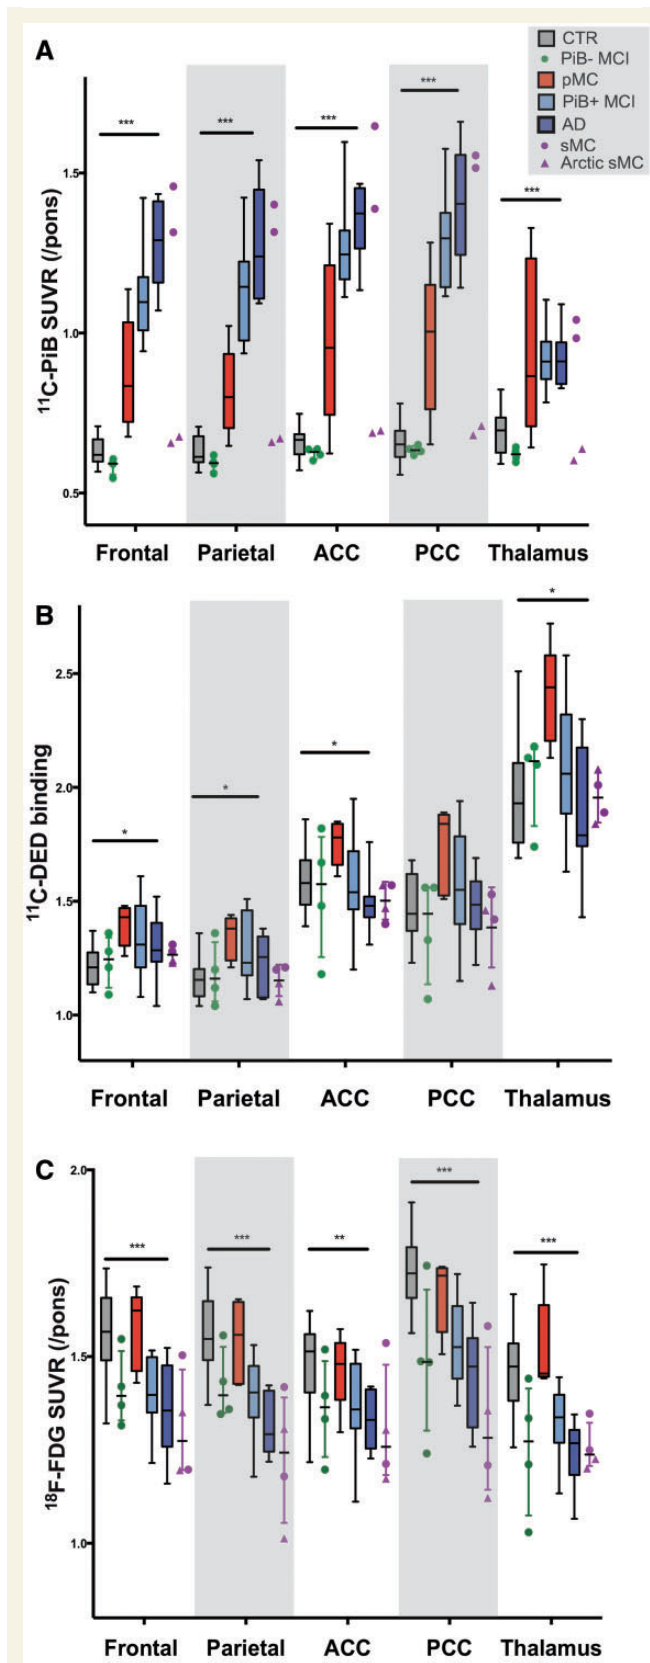 A
CTR
PiB- MCI
pMC
PiB+ MCI
AD
sMC
Arctic sMC
*** *** *** *** ***
11C-PiB SUVR (/pons)
1.5
1.0
0.5
Frontal Parietal ACC PCC Thalamus
B
* * * *
11C-DED binding
2.5
2.0
1.5
1.0
Frontal Parietal ACC PCC Thalamus
C
*** *** ** *** ***
18F-FDG SUVR (/pons)
2.0
1.5
1.0
Frontal Parietal ACC PCC Thalamus